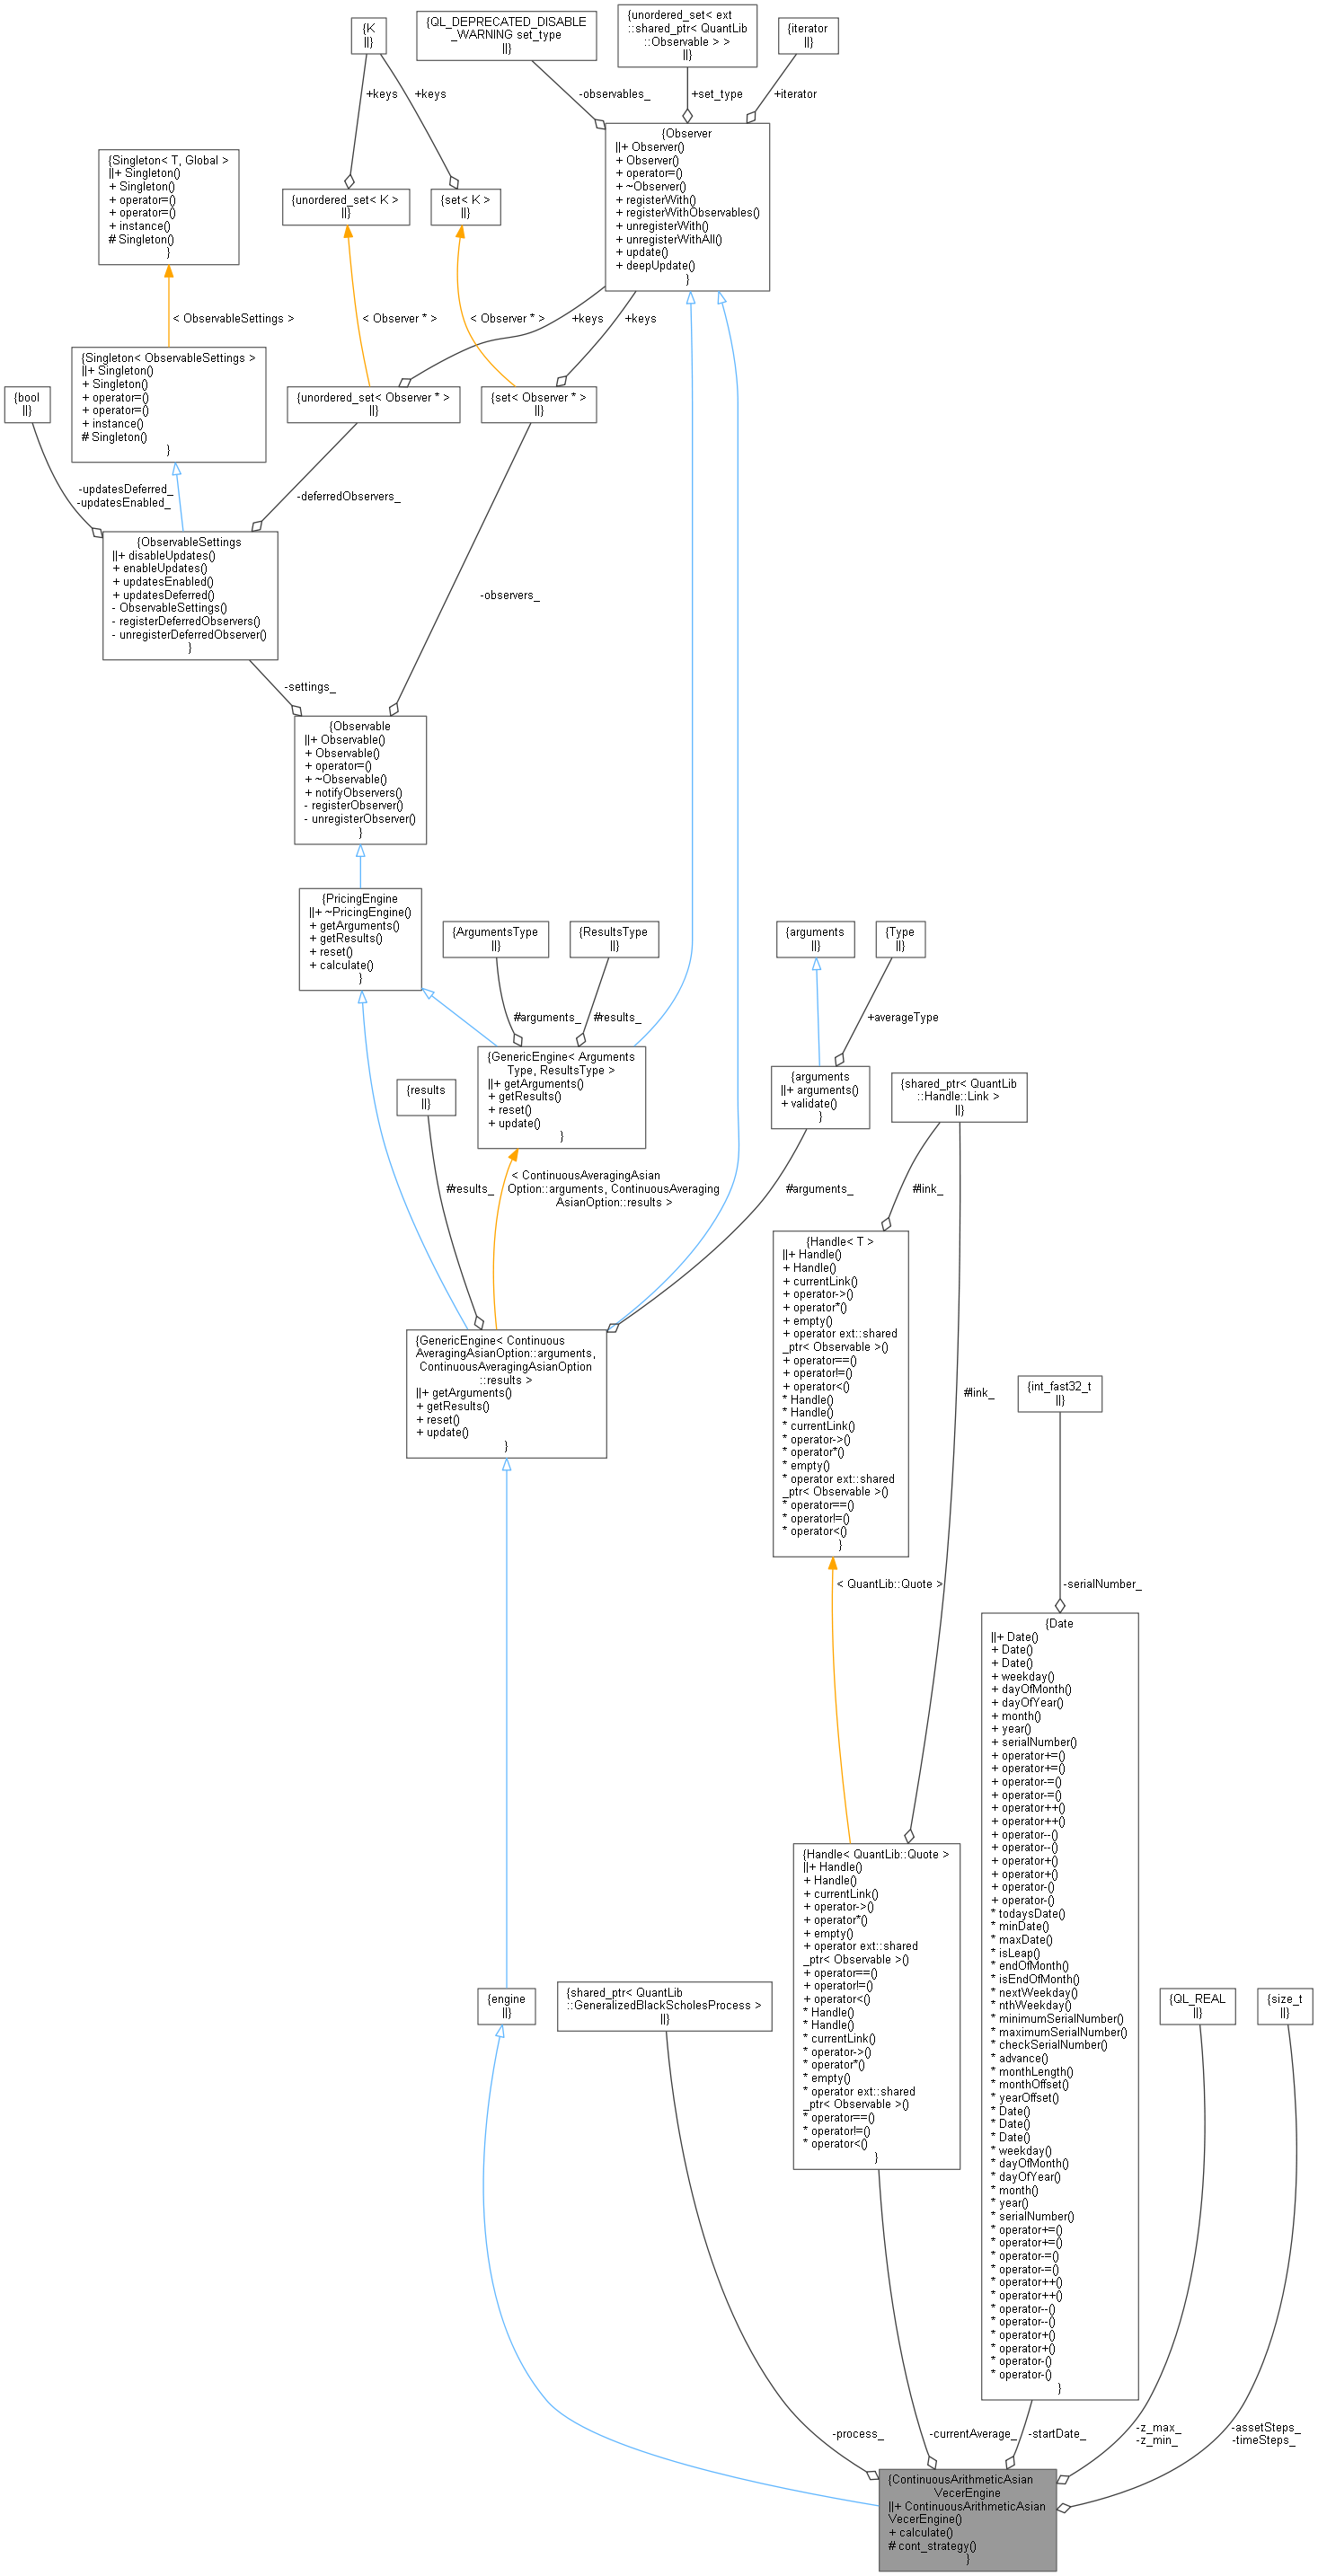 {K
||}
{QL_DEPRECATED_DISABLE
_WARNING set_type
||}
{unordered_set< ext
::shared_ptr< QuantLib
::Observable > >
||}
{iterator
||}
+keys
+keys
-observables_
+set_type
+iterator
{Observer
||+ Observer()
+ Observer()
+ operator=()
+ ~Observer()
+ registerWith()
+ registerWithObservables()
+ unregisterWith()
+ unregisterWithAll()
+ update()
+ deepUpdate()
}
{Singleton< T, Global >
||+ Singleton()
+ Singleton()
+ operator=()
+ operator=()
+ instance()
# Singleton()
}
{unordered_set< K >
||}
{set< K >
||}
< ObservableSettings >
< Observer * >
< Observer * >
+keys
+keys
{Singleton< ObservableSettings >
||+ Singleton()
+ Singleton()
+ operator=()
+ operator=()
+ instance()
# Singleton()
}
{bool
||}
{unordered_set< Observer * >
||}
{set< Observer * >
||}
-updatesDeferred_
-updatesEnabled_
-deferredObservers_
{ObservableSettings
||+ disableUpdates()
+ enableUpdates()
+ updatesEnabled()
+ updatesDeferred()
- ObservableSettings()
- registerDeferredObservers()
- unregisterDeferredObserver()
}
-observers_
-settings_
{Observable
||+ Observable()
+ Observable()
+ operator=()
+ ~Observable()
+ notifyObservers()
- registerObserver()
- unregisterObserver()
}
{PricingEngine
||+ ~PricingEngine()
+ getArguments()
+ getResults()
+ reset()
+ calculate()
}
{ArgumentsType
||}
{ResultsType
||}
{arguments
||}
{Type
||}
#arguments_
#results_
+averageType
{GenericEngine< Arguments
Type, ResultsType >
||+ getArguments()
+ getResults()
+ reset()
+ update()
}
{results
||}
{arguments
||+ arguments()
+ validate()
}
{shared_ptr< QuantLib
::Handle::Link >
||}
#results_
< ContinuousAveragingAsian
Option::arguments, ContinuousAveraging
AsianOption::results >
#arguments_
#link_
{Handle< T >
||+ Handle()
+ Handle()
+ currentLink()
+ operator->()
+ operator*()
+ empty()
+ operator ext::shared
_ptr< Observable >()
+ operator==()
+ operator!=()
+ operator<()
* Handle()
* Handle()
* currentLink()
* operator->()
* operator*()
* empty()
* operator ext::shared
_ptr< Observable >()
* operator==()
* operator!=()
* operator<()
}
{GenericEngine< Continuous
AveragingAsianOption::arguments,
ContinuousAveragingAsianOption
::results >
||+ getArguments()
+ getResults()
+ reset()
+ update()
}
#link_
{int_fast32_t
||}
< QuantLib::Quote >
-serialNumber_
{Date
||+ Date()
+ Date()
+ Date()
+ weekday()
+ dayOfMonth()
+ dayOfYear()
+ month()
+ year()
+ serialNumber()
+ operator+=()
+ operator+=()
+ operator-=()
+ operator-=()
+ operator++()
+ operator++()
+ operator--()
+ operator--()
+ operator+()
+ operator+()
+ operator-()
+ operator-()
* todaysDate()
* minDate()
* maxDate()
* isLeap()
* endOfMonth()
* isEndOfMonth()
* nextWeekday()
* nthWeekday()
* minimumSerialNumber()
* maximumSerialNumber()
* checkSerialNumber()
* advance()
* monthLength()
* monthOffset()
* yearOffset()
* Date()
* Date()
* Date()
* weekday()
* dayOfMonth()
* dayOfYear()
* month()
* year()
* serialNumber()
* operator+=()
* operator+=()
* operator-=()
* operator-=()
* operator++()
* operator++()
* operator--()
* operator--()
* operator+()
* operator+()
* operator-()
* operator-()
}
{Handle< QuantLib::Quote >
||+ Handle()
+ Handle()
+ currentLink()
+ operator->()
+ operator*()
+ empty()
+ operator ext::shared
_ptr< Observable >()
+ operator==()
+ operator!=()
+ operator<()
* Handle()
* Handle()
* currentLink()
* operator->()
* operator*()
* empty()
* operator ext::shared
_ptr< Observable >()
* operator==()
* operator!=()
* operator<()
}
{engine
||}
{shared_ptr< QuantLib
::GeneralizedBlackScholesProcess >
||}
{QL_REAL
||}
{size_t
||}
-process_
-currentAverage_
-startDate_
-z_max_
-z_min_
-assetSteps_
-timeSteps_
{ContinuousArithmeticAsian
VecerEngine
||+ ContinuousArithmeticAsian
VecerEngine()
+ calculate()
# cont_strategy()
}